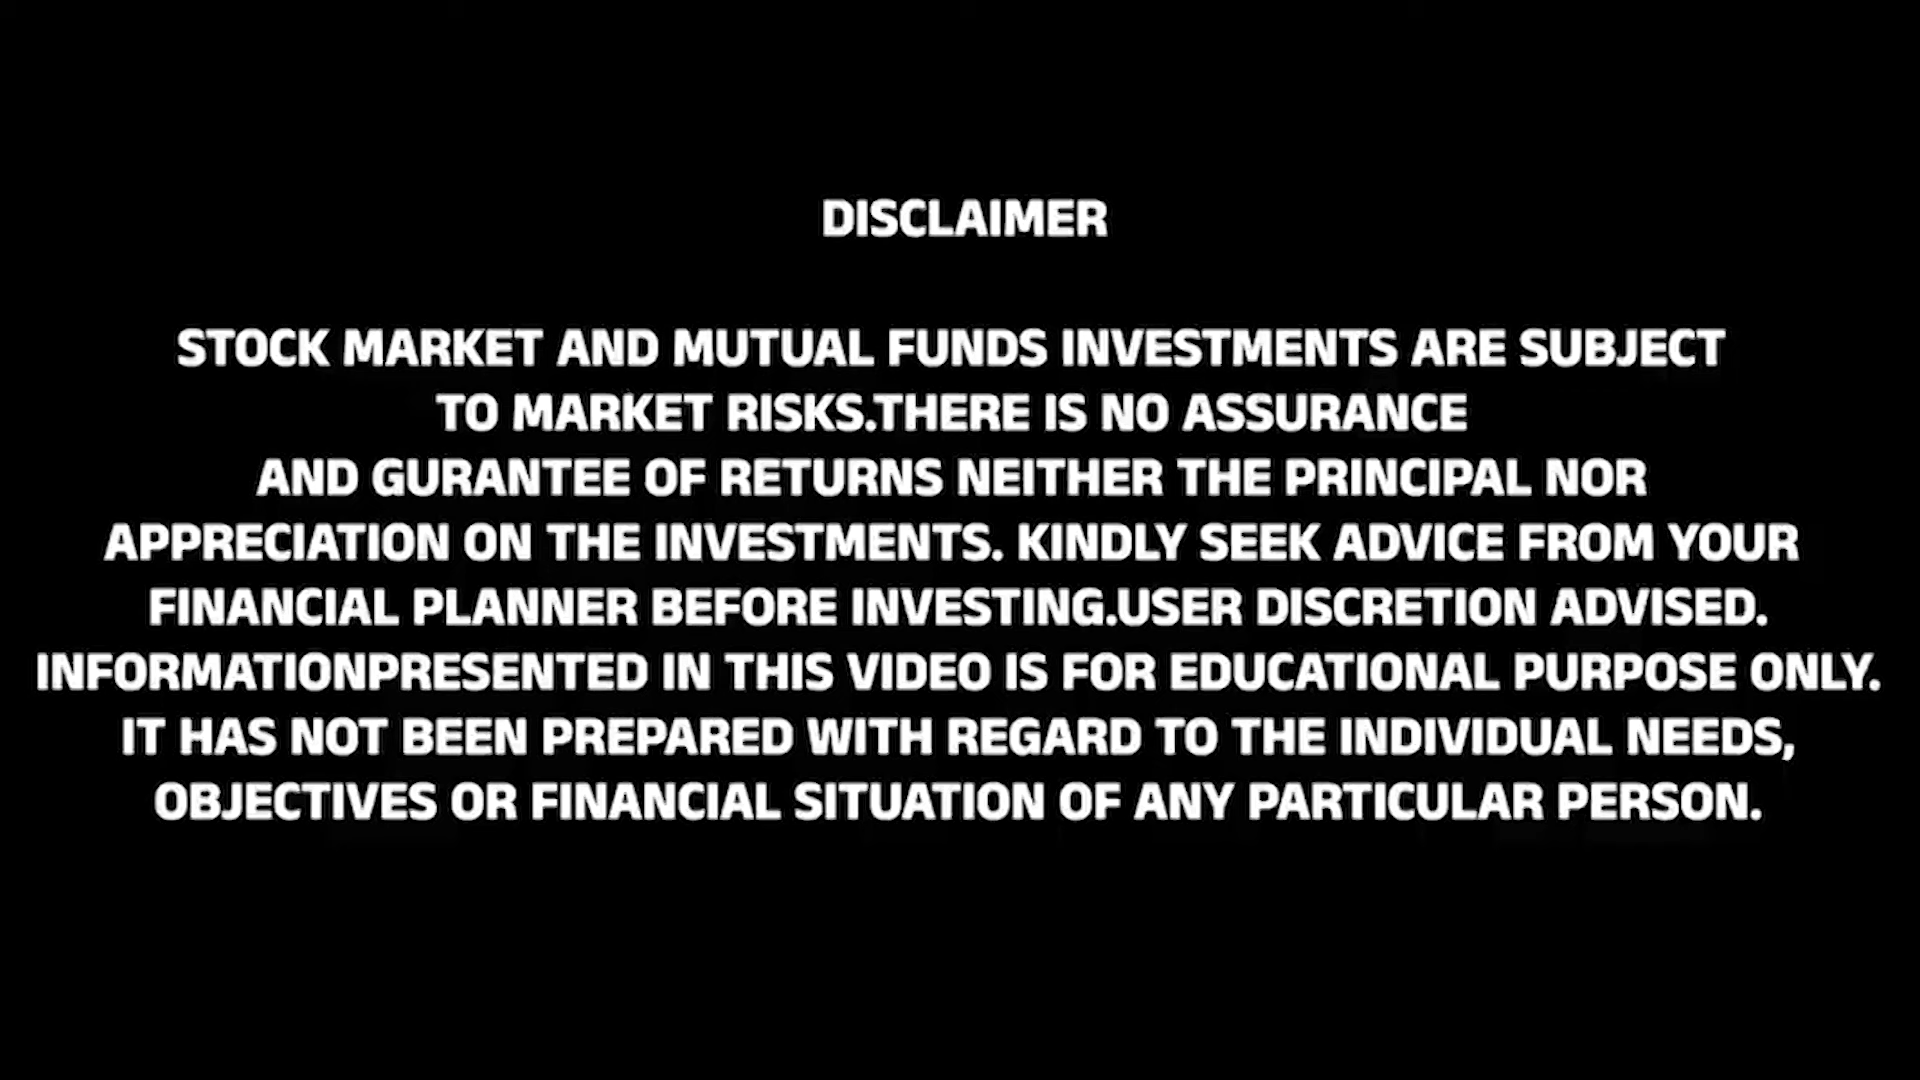 DISCLAIMER
STOCK MARKET AND MUTUAL FUNDS INVESTMENTS ARE SUBJECT
TO MARKET RISKS.THERE IS NO ASSURANCE
AND GURANTEE OF RETURNS NEITHER THE PRINCIPAL NOR
APPRECIATION ON THE INVESTMENTS. KINDLY SEEK ADVICE FROM YOUR
FINANCIAL PLANNER BEFORE INVESTING.USER DISCRETION ADVISED.
INFORMATIONPRESENTED IN THIS VIDEO IS FOR EDUCATIONAL PURPOSE ONLY.
IT HAS NOT BEEN PREPARED WITH REGARD TO THE INDIVIDUAL NEEDS,
OBJECTIVES OR FINANCIAL SITUATION OF ANY PARTICULAR PERSON.